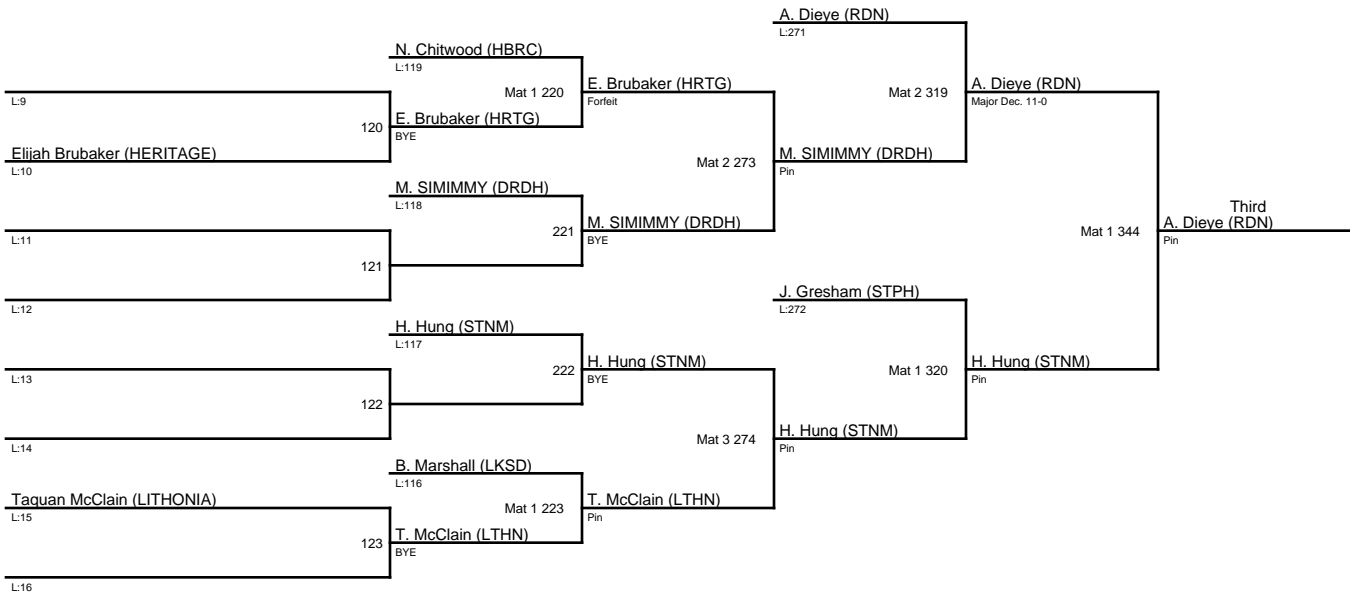 A. Dieye (RDN)
L:271
N. Chitwood (HBRC)
L:119
E. Brubaker (HRTG)
Forfeit
Mat 1 220
Mat 2 319
A. Dieye (RDN)
Major Dec. 11-0
L:9
120
E. Brubaker (HRTG)
BYE
Elijah Brubaker (HERITAGE)
L:10
Mat 2 273
M. SIMIMMY (DRDH)
Pin
M. SIMIMMY (DRDH)
L:118
L:11
221
M. SIMIMMY (DRDH)
BYE
Mat 1 344
Third
A. Dieye (RDN)
Pin
121
L:12
J. Gresham (STPH)
L:272
H. Hung (STNM)
L:117
L:13
222
H. Hung (STNM)
BYE
Mat 1 320
H. Hung (STNM)
Pin
122
L:14
Mat 3 274
H. Hung (STNM)
Pin
B. Marshall (LKSD)
L:116
Taquan McClain (LITHONIA)
L:15
Mat 1 223
T. McClain (LTHN)
Pin
123
T. McClain (LTHN)
BYE
L:16